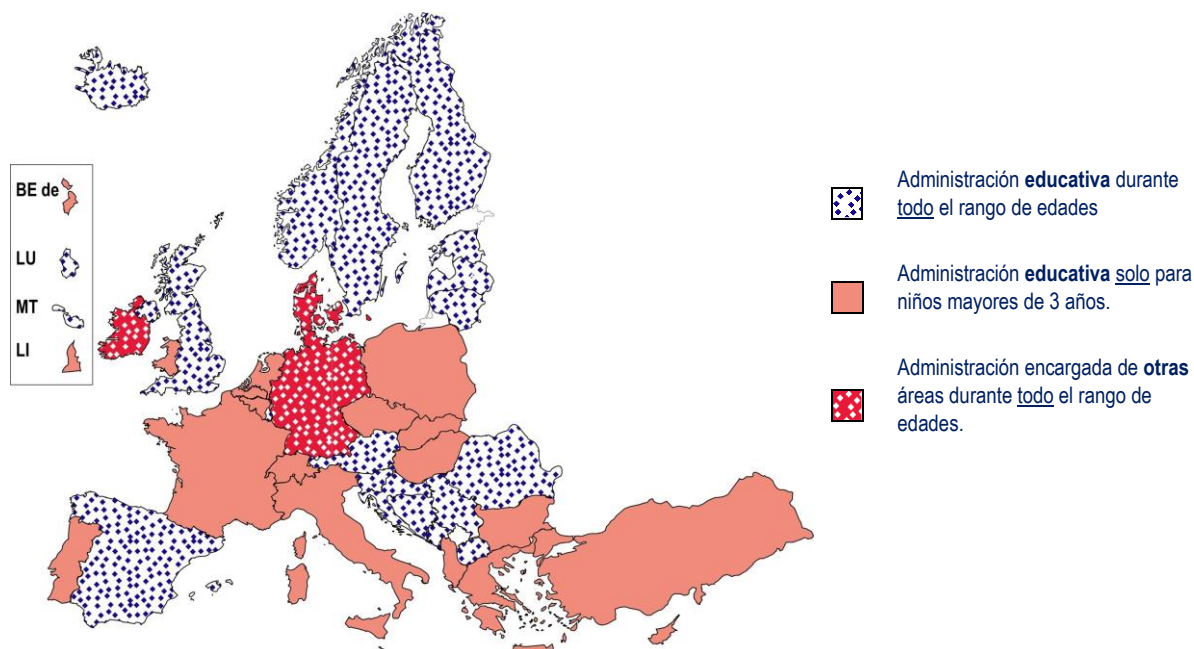 BE de
LU
MT
LI
Administración educativa durante
todo el rango de edades
Administración educativa solo para
niños mayores de 3 años.
Administración encargada de otras
áreas durante todo el rango de
edades.